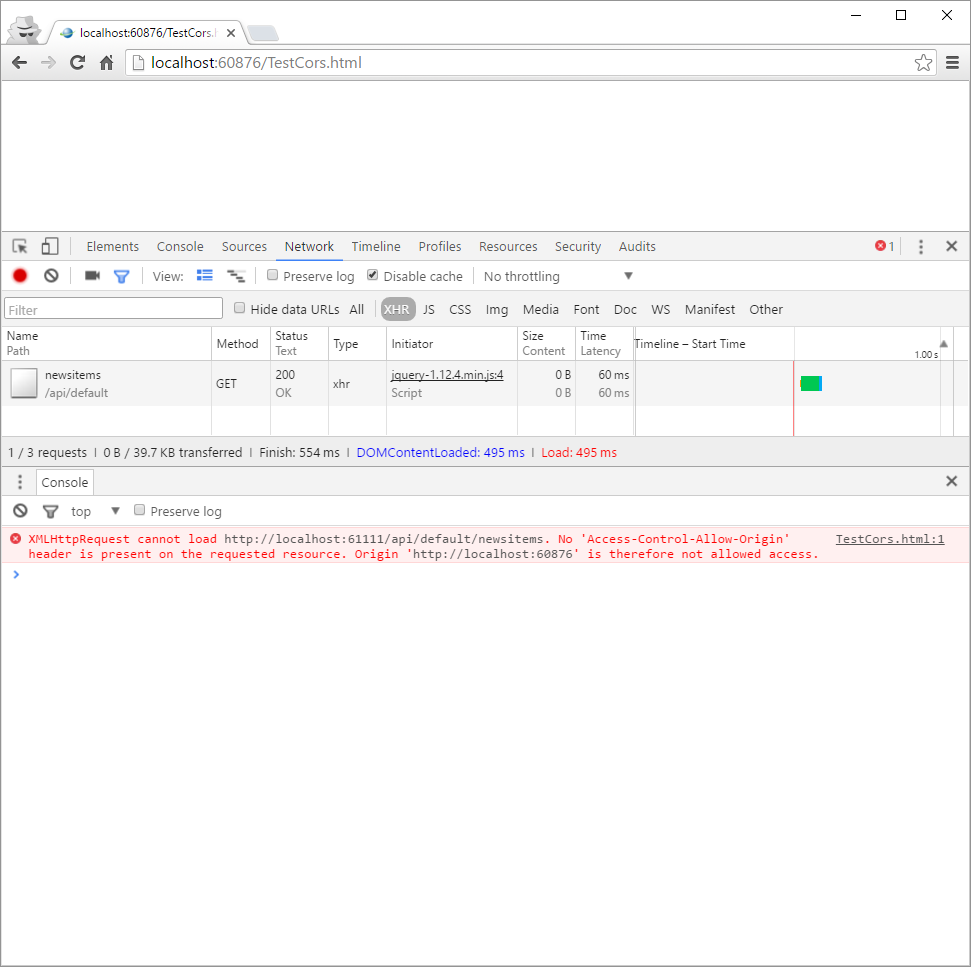 localhost:60876/TestCors.h
localhost:60876/TestCors.html
Elements Console Sources Network Timeline Profiles Resources Security Audits 1
View: Preserve log Disable cache No throttling
Filter Hide data URLs All XHR JS CSS Img Media Font Doc WS Manifest Other
Name Path Method Status Text Type Initiator Size Content Time Latency Timeline – Start Time 1.00 s
newsitems GET 200 xhr jquery-1.12.4.min.js:4 0 B 60 ms
/api/default OK Script 0 B 60 ms
1 / 3 requests | 0 B / 39.7 KB transferred | Finish: 554 ms | DOMContentLoaded: 495 ms | Load: 495 ms
Console
top Preserve log
XMLHttpRequest cannot load http://localhost:61111/api/default/newsitems. No 'Access-Control-Allow-Origin' TestCors.html:1
header is present on the requested resource. Origin 'http://localhost:60876' is therefore not allowed access.